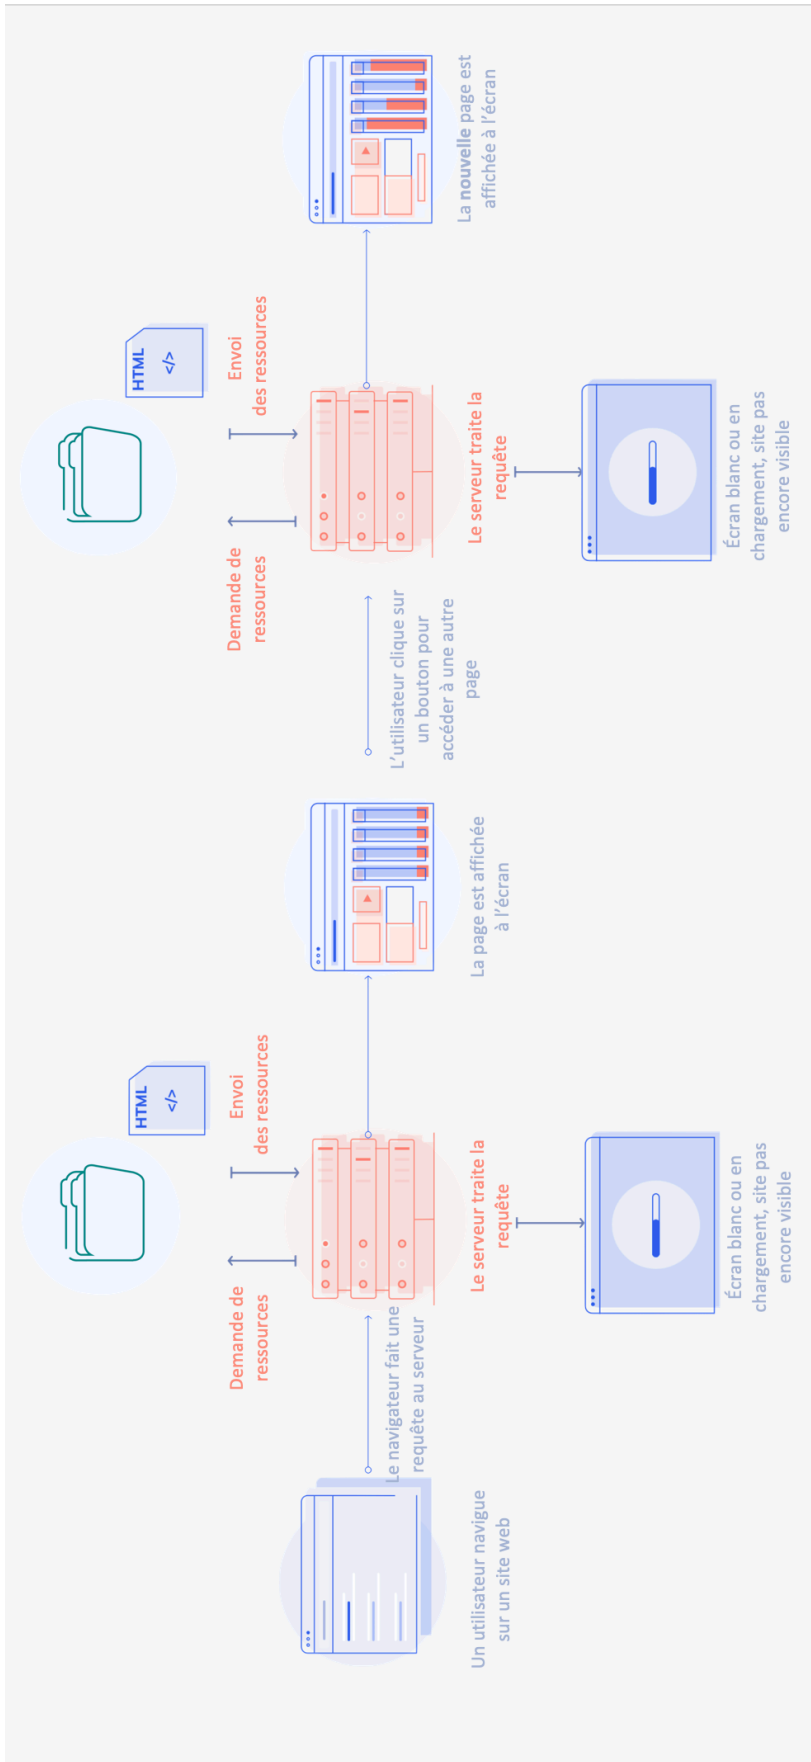 Un utilisateur navigue
sur un site web
Le navigateur fait une
requête au serveur
Demande de
ressources
HTML
</>
Envoi
des ressources
Le serveur traite la
requête
Écran blanc ou en
chargement, site pas
encore visible
La page est affichée
à l'écran
L'utilisateur clique sur
un bouton pour
accéder à une autre
page
Demande de
ressources
HTML
</>
Envoi
des ressources
Le serveur traite la
requête
Écran blanc ou en
chargement, site pas
encore visible
La nouvelle page est
affichée à l'écran